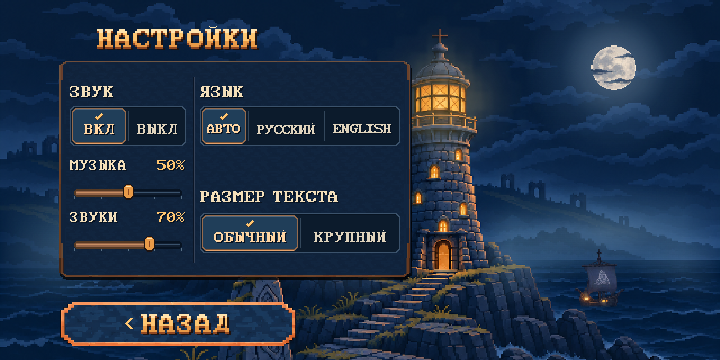 НАСТРОЙКИ
ЗВУК
ВКЛ ВЫКЛ
МУЗЫКА 50%
ЗВУКИ 70%
ЯЗЫК
АВТО РУССКИЙ ENGLISH
РАЗМЕР ТЕКСТА
ОБЫЧНЫЙ КРУПНЫЙ
< НАЗАД